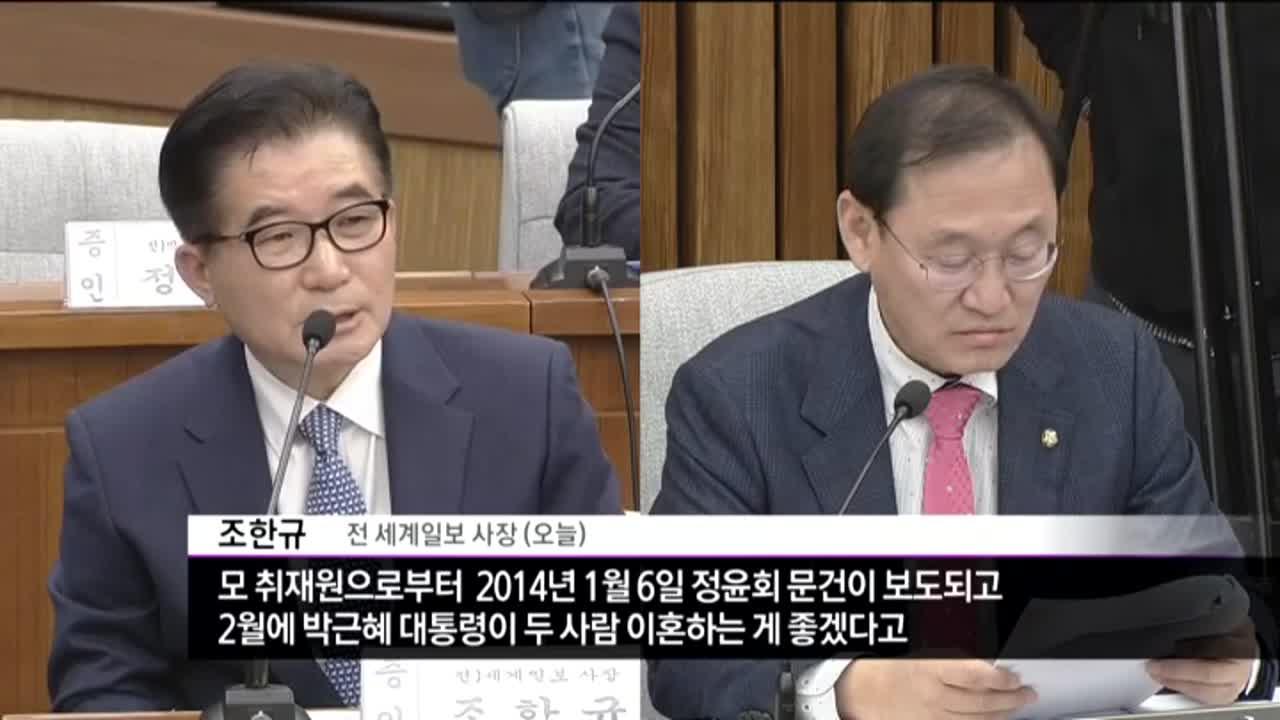 증인
정
조한규 전 세계일보 사장 (오늘)
모 취재원으로부터 2014년 1월 6일 정윤회 문건이 보도되고
2월에 박근혜 대통령이 두 사람 이혼하는 게 좋겠다고
증인
전)세계일보 사장
조한규